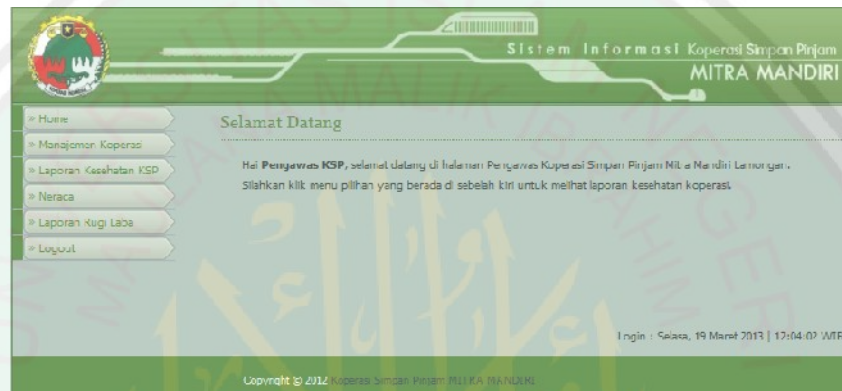 Sistem Informasi Koperasi Simpan Pinjam
MITRA MANDIRI
» Home
» Manajemen Koperasi
» Laporan Kesehatan KSP
» Neraca
» Laporan Rugi Laba
» Logout
Selamat Datang
Hai Pengawas KSP, selamat datang di halaman Pengawas Koperasi Simpan Pinjam Mitra Mandiri Lamongan.
Silahkan klik menu pilihan yang berada di sebelah kiri untuk melihat laporan kesehatan koperasi.
Login : Selasa, 19 Maret 2013 | 12:04:02 WIB
Copyright © 2012 Koperasi Simpan Pinjam MITRA MANDIRI